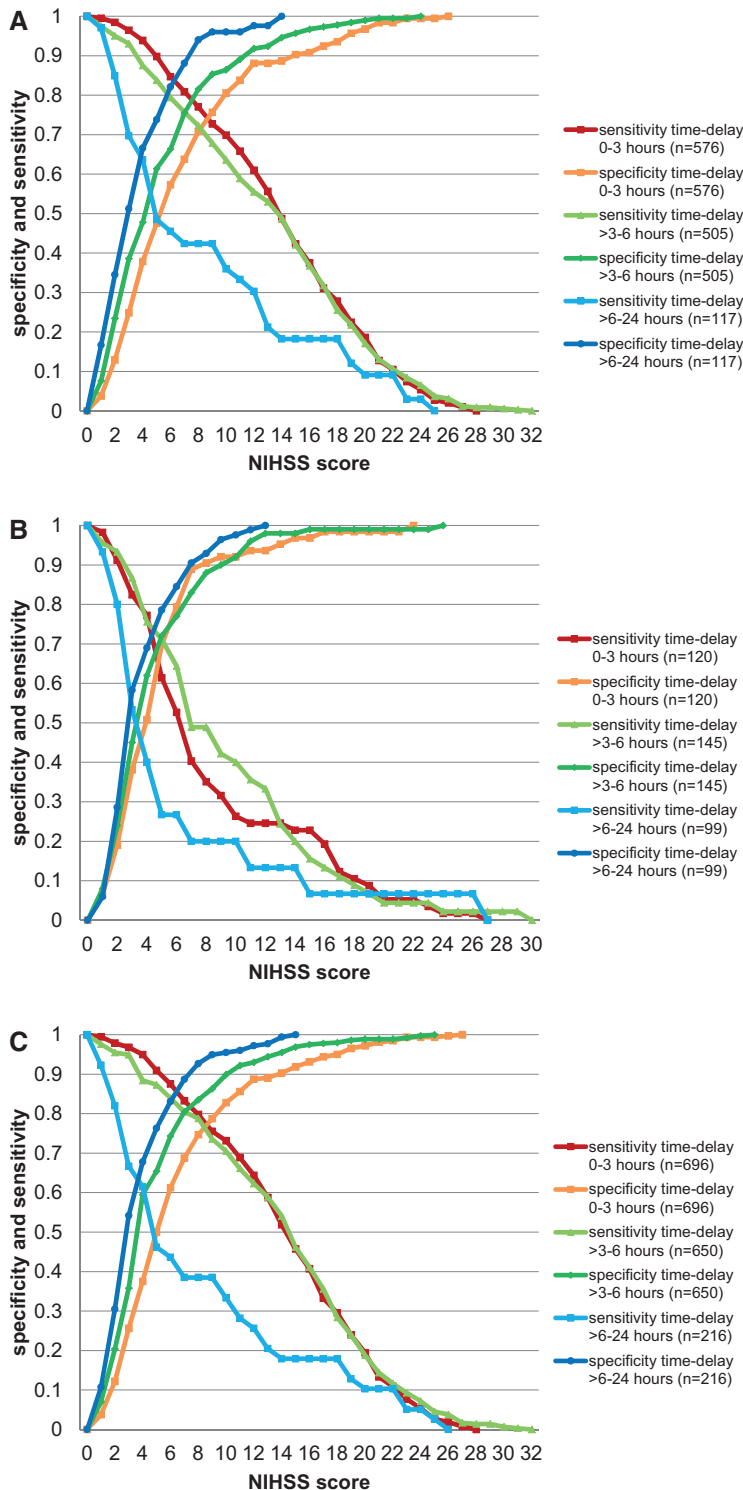 A
specificity and sensitivity
1
0.9
0.8
0.7
0.6
0.5
0.4
0.3
0.2
0.1
0
0 2 4 6 8 10 12 14 16 18 20 22 24 26 28 30 32
NIHSS score
sensitivity time-delay
0-3 hours (n=576)
specificity time-delay
0-3 hours (n=576)
sensitivity time-delay
>3-6 hours (n=505)
specificity time-delay
>3-6 hours (n=505)
sensitivity time-delay
>6-24 hours (n=117)
specificity time-delay
>6-24 hours (n=117)
B
specificity and sensitivity
1
0.9
0.8
0.7
0.6
0.5
0.4
0.3
0.2
0.1
0
0 2 4 6 8 10 12 14 16 18 20 22 24 26 28 30
NIHSS score
sensitivity time-delay
0-3 hours (n=120)
specificity time-delay
0-3 hours (n=120)
sensitivity time-delay
>3-6 hours (n=145)
specificity time-delay
>3-6 hours (n=145)
sensitivity time-delay
>6-24 hours (n=99)
specificity time-delay
>6-24 hours (n=99)
C
specificity and sensitivity
1
0.9
0.8
0.7
0.6
0.5
0.4
0.3
0.2
0.1
0
0 2 4 6 8 10 12 14 16 18 20 22 24 26 28 30 32
NIHSS score
sensitivity time-delay
0-3 hours (n=696)
specificity time-delay
0-3 hours (n=696)
sensitivity time-delay
>3-6 hours (n=650)
specificity time-delay
>3-6 hours (n=650)
sensitivity time-delay
>6-24 hours (n=216)
specificity time-delay
>6-24 hours (n=216)